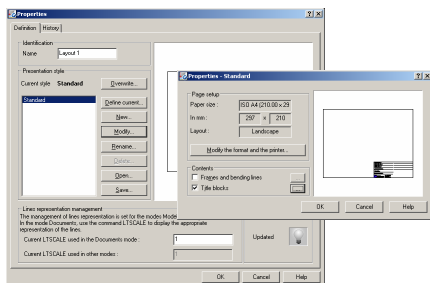 Properties
Definition
History
Identification
Name
Layout 1
Presentation style
Current style
Standard
Overwrite...
Standard
Define current...
New...
Modify...
Rename...
Delete...
Open...
Save...
Lines representation management
The management of lines representation is set for the modes Mode
In the mode Documents, use the command LTSCALE to display the appropriate
representation of the lines.
Current LTSCALE used in the Documents mode :
1
Current LTSCALE used in other modes :
Updated
OK
Cancel
Help
Properties - Standard
Page setup
Paper size :
ISO A4 (210.00 x 29
In mm :
297
x
210
Layout :
Landscape
Modify the format and the printer...
Contents
Frames and bending lines
...
Title blocks
...
OK
Cancel
Help